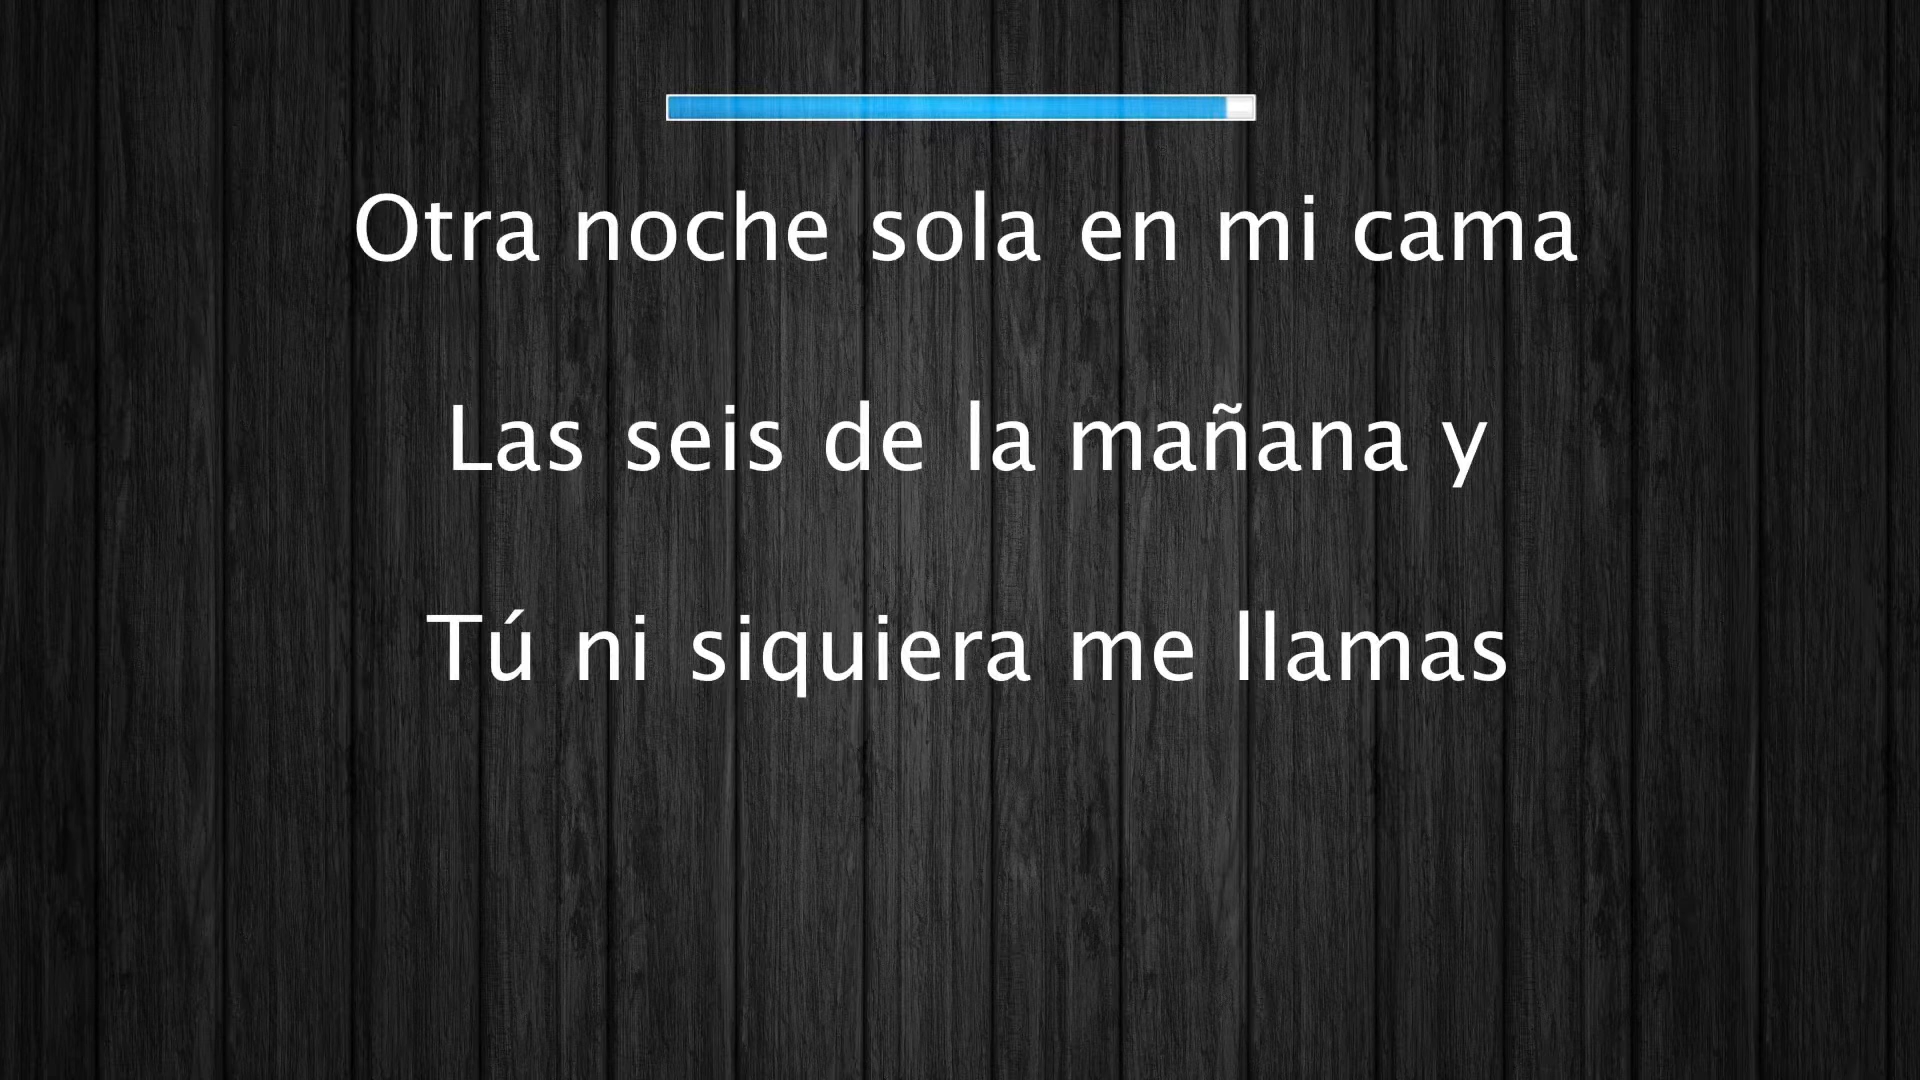 Otra noche sola en mi cama
Las seis de la mañana y
Tú ni siquiera me llamas